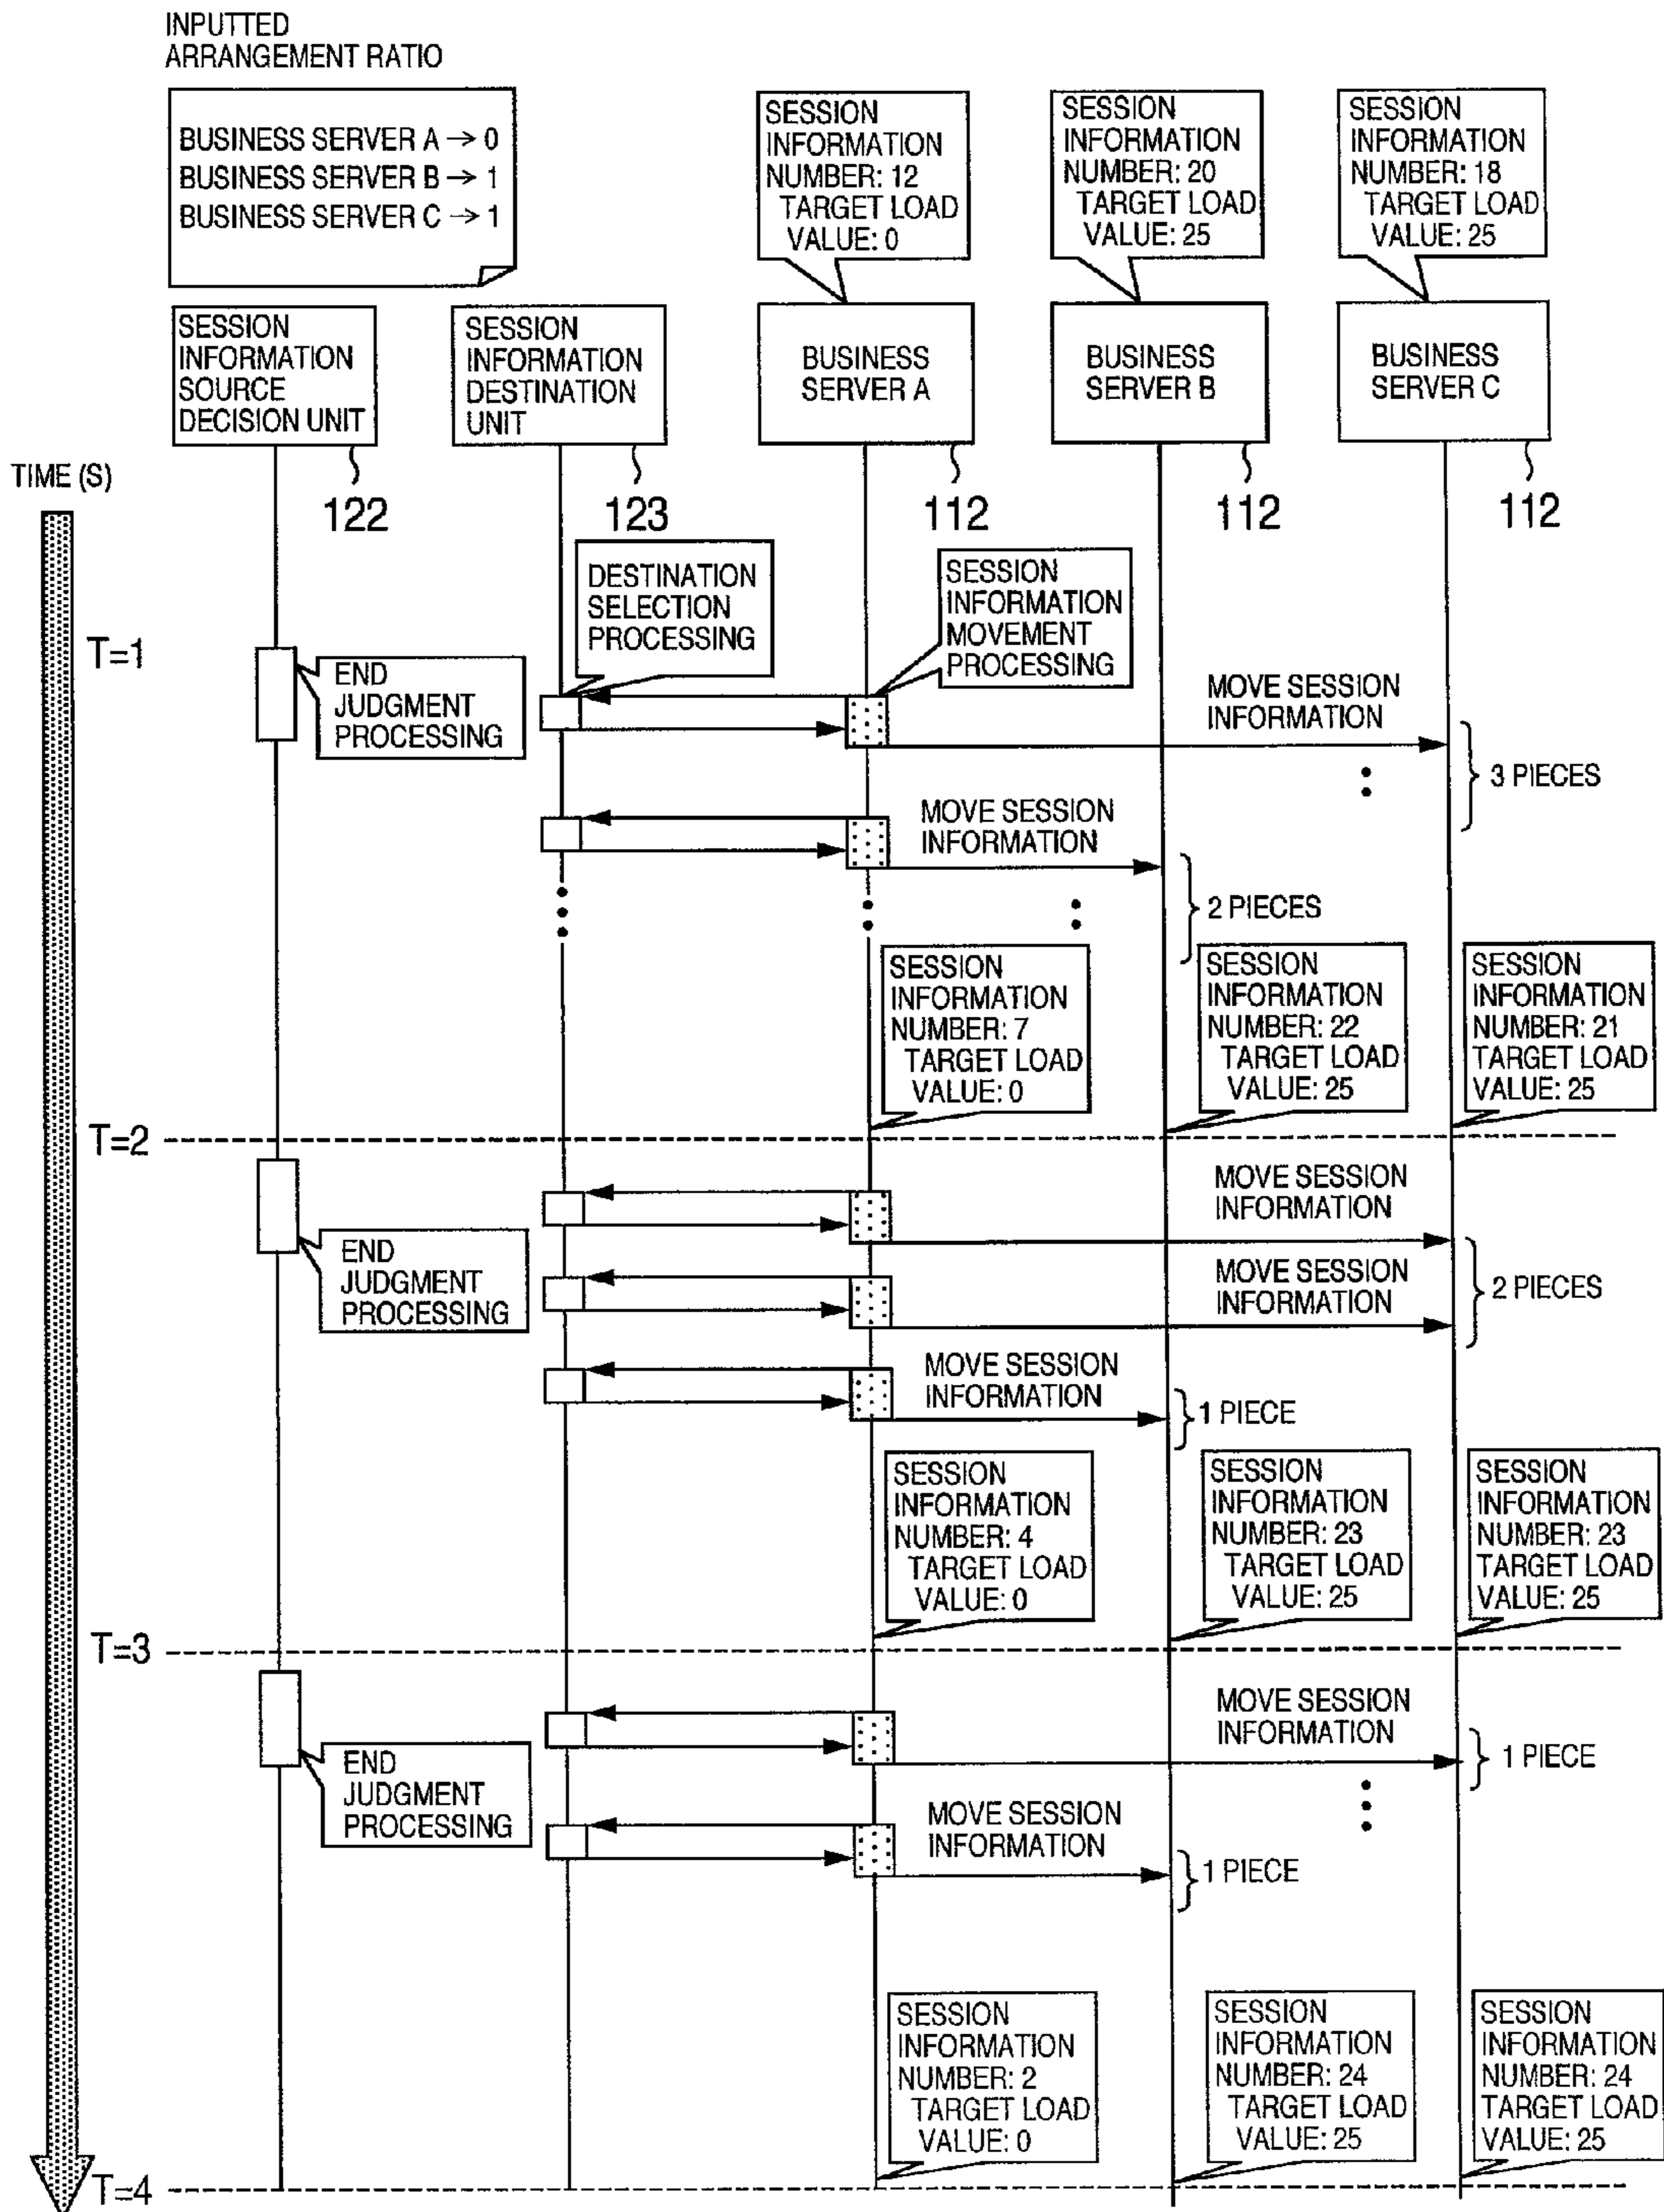 INPUTTED
ARRANGEMENT RATIO
BUSINESS SERVER A → 0
BUSINESS SERVER B → 1
BUSINESS SERVER C → 1
SESSION
INFORMATION
NUMBER: 12
TARGET LOAD
VALUE: 0
SESSION
INFORMATION
NUMBER: 20
TARGET LOAD
VALUE: 25
SESSION
INFORMATION
NUMBER: 18
TARGET LOAD
VALUE: 25
SESSION
INFORMATION
SOURCE
DECISION UNIT
SESSION
INFORMATION
DESTINATION
UNIT
BUSINESS
SERVER A
BUSINESS
SERVER B
BUSINESS
SERVER C
TIME (S)
122
123
112
112
112
DESTINATION
SELECTION
PROCESSING
SESSION
INFORMATION
MOVEMENT
PROCESSING
T=1
END
JUDGMENT
PROCESSING
MOVE SESSION
INFORMATION
3 PIECES
MOVE SESSION
INFORMATION
2 PIECES
SESSION
INFORMATION
NUMBER: 7
TARGET LOAD
VALUE: 0
SESSION
INFORMATION
NUMBER: 22
TARGET LOAD
VALUE: 25
SESSION
INFORMATION
NUMBER: 21
TARGET LOAD
VALUE: 25
T=2
MOVE SESSION
INFORMATION
END
JUDGMENT
PROCESSING
MOVE SESSION
INFORMATION
2 PIECES
MOVE SESSION
INFORMATION
1 PIECE
SESSION
INFORMATION
NUMBER: 4
TARGET LOAD
VALUE: 0
SESSION
INFORMATION
NUMBER: 23
TARGET LOAD
VALUE: 25
SESSION
INFORMATION
NUMBER: 23
TARGET LOAD
VALUE: 25
T=3
MOVE SESSION
INFORMATION
1 PIECE
END
JUDGMENT
PROCESSING
MOVE SESSION
INFORMATION
1 PIECE
SESSION
INFORMATION
NUMBER: 2
TARGET LOAD
VALUE: 0
SESSION
INFORMATION
NUMBER: 24
TARGET LOAD
VALUE: 25
SESSION
INFORMATION
NUMBER: 24
TARGET LOAD
VALUE: 25
T=4